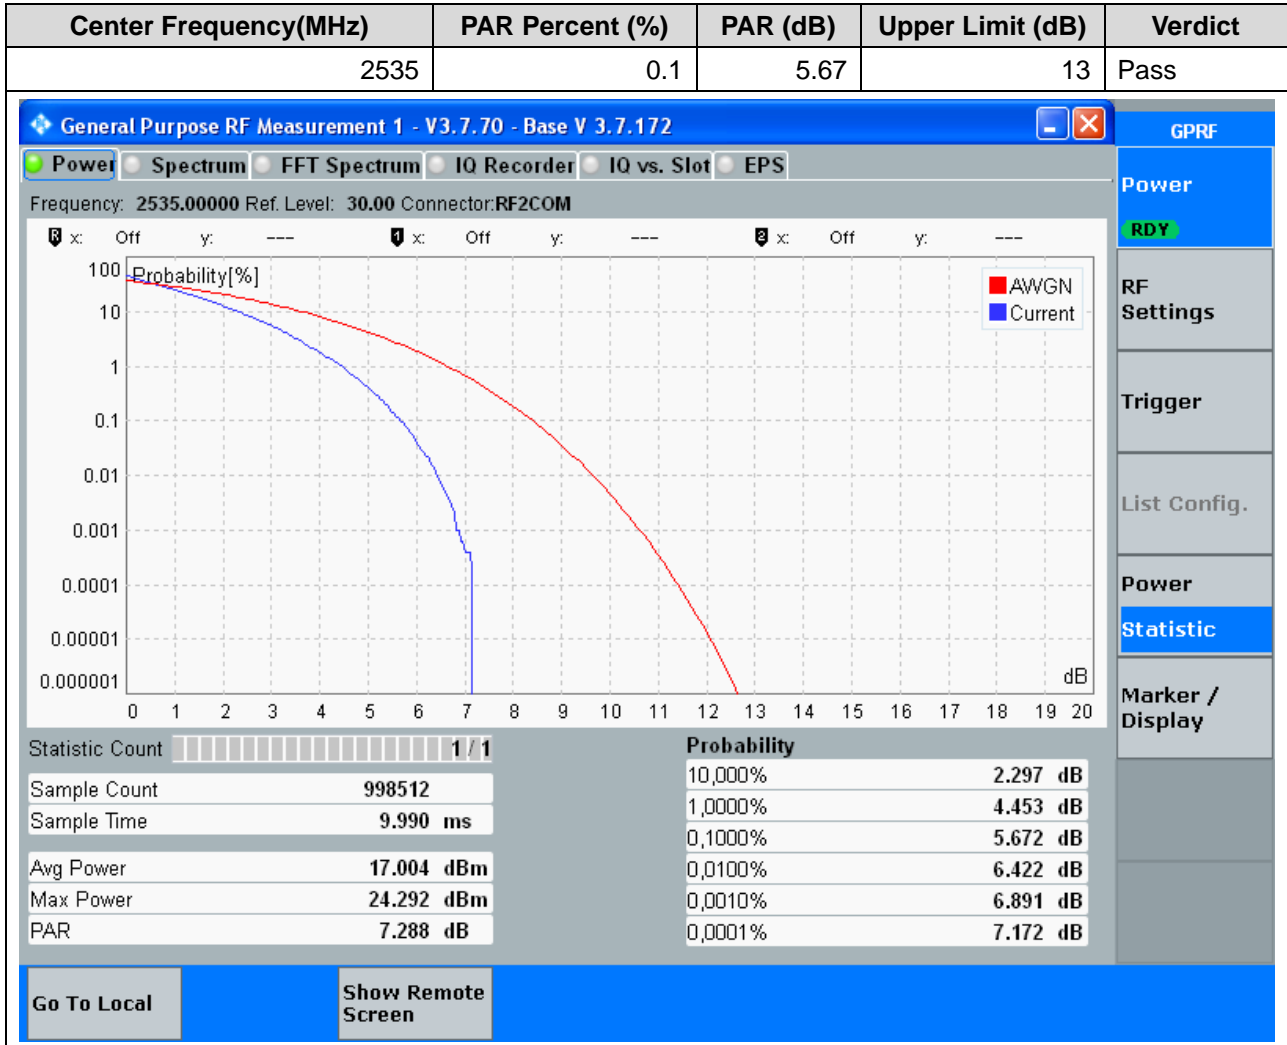 Center Frequency(MHz) PAR Percent (%) PAR (dB) Upper Limit (dB) Verdict
2535 0.1 5.67 13 Pass
General Purpose RF Measurement 1 - V3.7.70 - Base V 3.7.172
GPRF
Power Spectrum FFT Spectrum IQ Recorder IQ vs. Slot EPS
Frequency: 2535.00000 Ref. Level: 30.00 Connector:RF2COM
R x: Off y: --- 1 x: Off y: --- 2 x: Off y: ---
Probability[%]
AWGN
Current
100
10
1
0.1
0.01
0.001
0.0001
0.00001
0.000001
dB
0 1 2 3 4 5 6 7 8 9 10 11 12 13 14 15 16 17 18 19 20
Statistic Count 1 / 1
Sample Count 998512
Sample Time 9.990 ms
Avg Power 17.004 dBm
Max Power 24.292 dBm
PAR 7.288 dB
Probability
10,000% 2.297 dB
1,0000% 4.453 dB
0,1000% 5.672 dB
0,0100% 6.422 dB
0,0010% 6.891 dB
0,0001% 7.172 dB
Power
RDY
RF
Settings
Trigger
List Config.
Power
Statistic
Marker /
Display
Go To Local
Show Remote
Screen